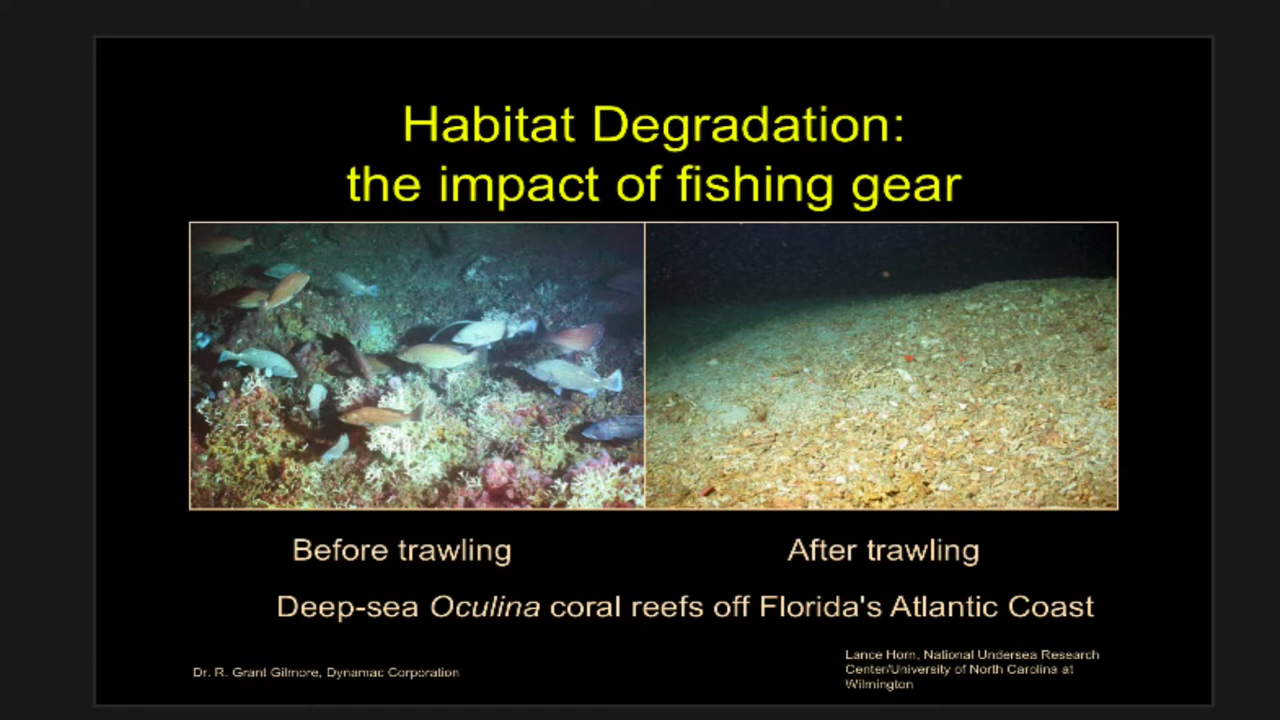 Habitat Degradation:
the impact of fishing gear
Before trawling
After trawling
Deep-sea Oculina coral reefs off Florida's Atlantic Coast
Dr. R. Grant Gilmore, Dynamac Corporation
Lance Horn, National Undersea Research
Center/University of North Carolina at
Wilmington